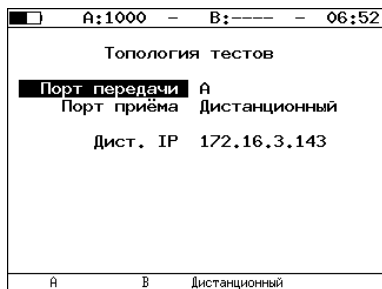 A:1000 – B:---- – 06:52
Топология тестов
Порт передачи A
Порт приёма Дистанционный
Дист. IP 172.16.3.143
A B Дистанционный